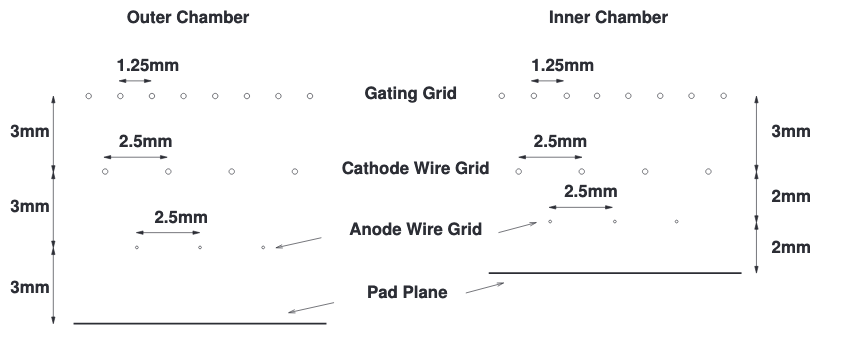 Outer Chamber
Inner Chamber
1.25mm
1.25mm
Gating Grid
3mm
3mm
2.5mm
2.5mm
Cathode Wire Grid
3mm
2.5mm
2mm
2.5mm
Anode Wire Grid
2mm
3mm
Pad Plane